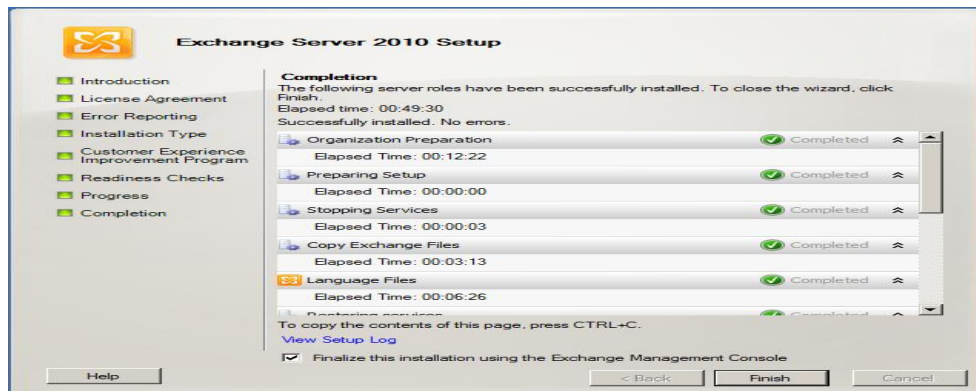 Exchange Server 2010 Setup
Introduction
License Agreement
Error Reporting
Installation Type
Customer Experience
Improvement Program
Readiness Checks
Progress
Completion
Completion
The following server roles have been successfully installed. To close the wizard, click
Finish.
Elapsed time: 00:49:30
Successfully installed. No errors.
Organization Preparation Completed
Elapsed Time: 00:12:22
Preparing Setup Completed
Elapsed Time: 00:00:00
Stopping Services Completed
Elapsed Time: 00:00:03
Copy Exchange Files Completed
Elapsed Time: 00:03:13
Language Files Completed
Elapsed Time: 00:06:26
Restoring services Completed
To copy the contents of this page, press CTRL+C.
View Setup Log
Finalize this installation using the Exchange Management Console
Help < Back Finish Cancel